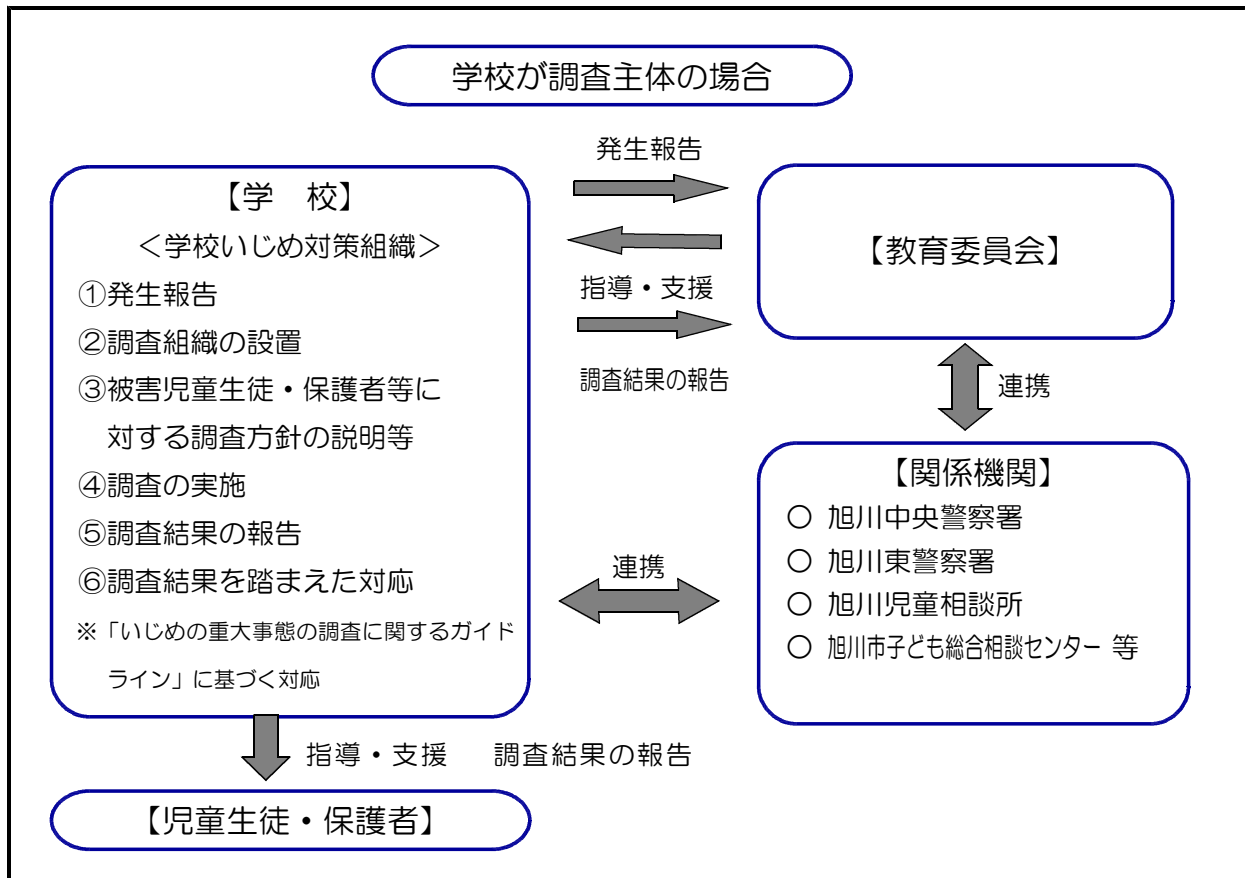 学校が調査主体の場合
【学　校】
＜学校いじめ対策組織＞
①発生報告
②調査組織の設置
③被害児童生徒・保護者等に
対する調査方針の説明等
④調査の実施
⑤調査結果の報告
⑥調査結果を踏まえた対応
※「いじめの重大事態の調査に関するガイド
ライン」に基づく対応
発生報告
指導・支援
調査結果の報告
【教育委員会】
連携
【関係機関】
○ 旭川中央警察署
○ 旭川東警察署
○ 旭川児童相談所
○ 旭川市子ども総合相談センター 等
連携
指導・支援　調査結果の報告
【児童生徒・保護者】